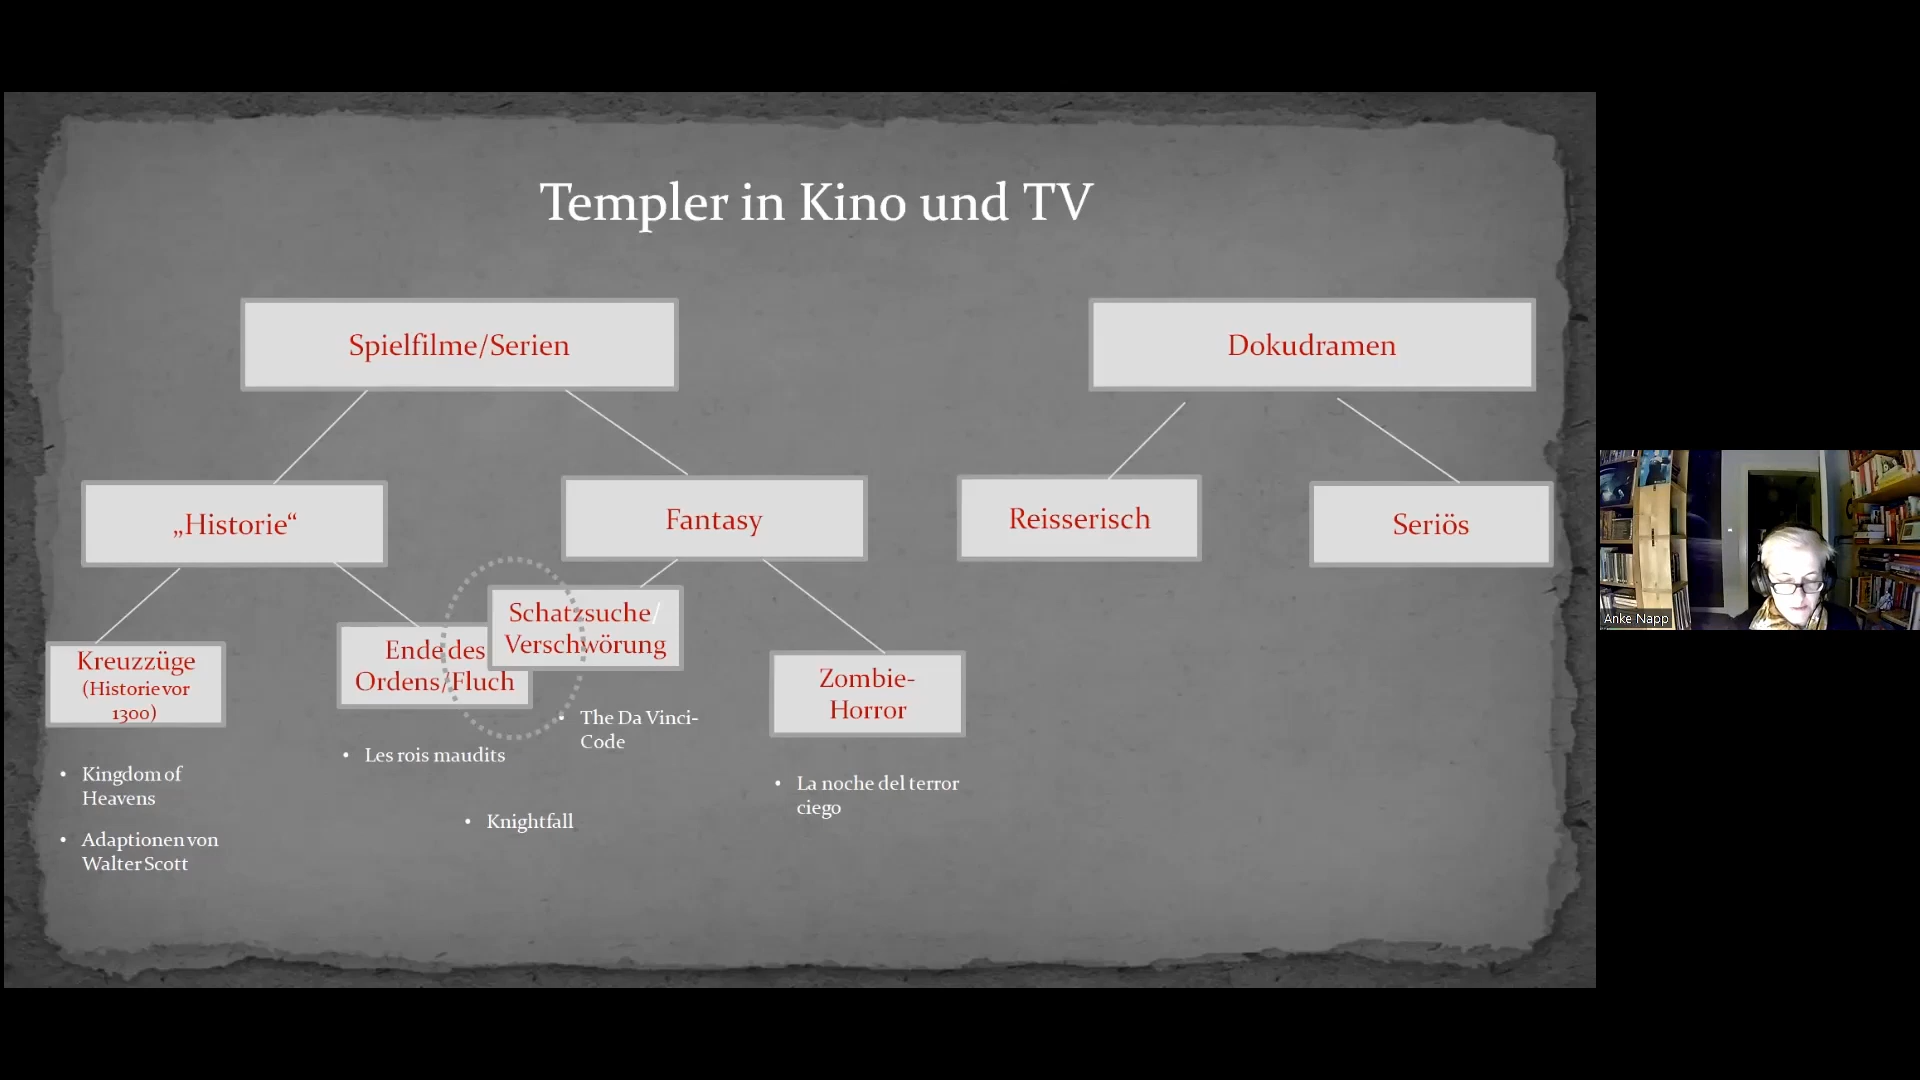 Templer in Kino und TV
Spielfilme/Serien
Dokudramen
„Historie“
Fantasy
Reisserisch
Seriös
Kreuzzüge
(Historie vor
1300)
Ende des
Ordens/Fluch
Schatzsuche/
Verschwörung
Zombie-
Horror
• Kingdom of
Heavens
• Adaptionen von
Walter Scott
• Les rois maudits
• Knightfall
• The Da Vinci-
Code
• La noche del terror
ciego
Anke Napp